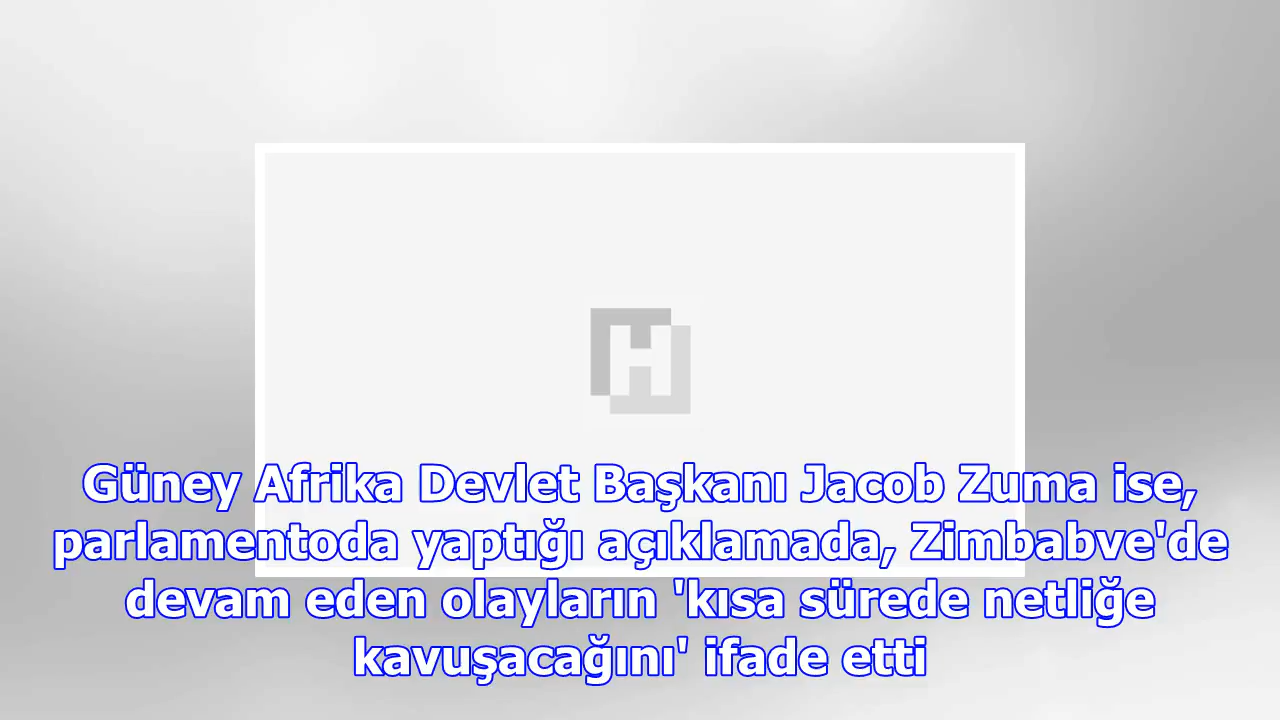 H
Güney Afrika Devlet Başkanı Jacob Zuma ise,
parlamentoda yaptığı açıklamada, Zimbabve'de
devam eden olayların 'kısa sürede netliğe
kavuşacağını' ifade etti